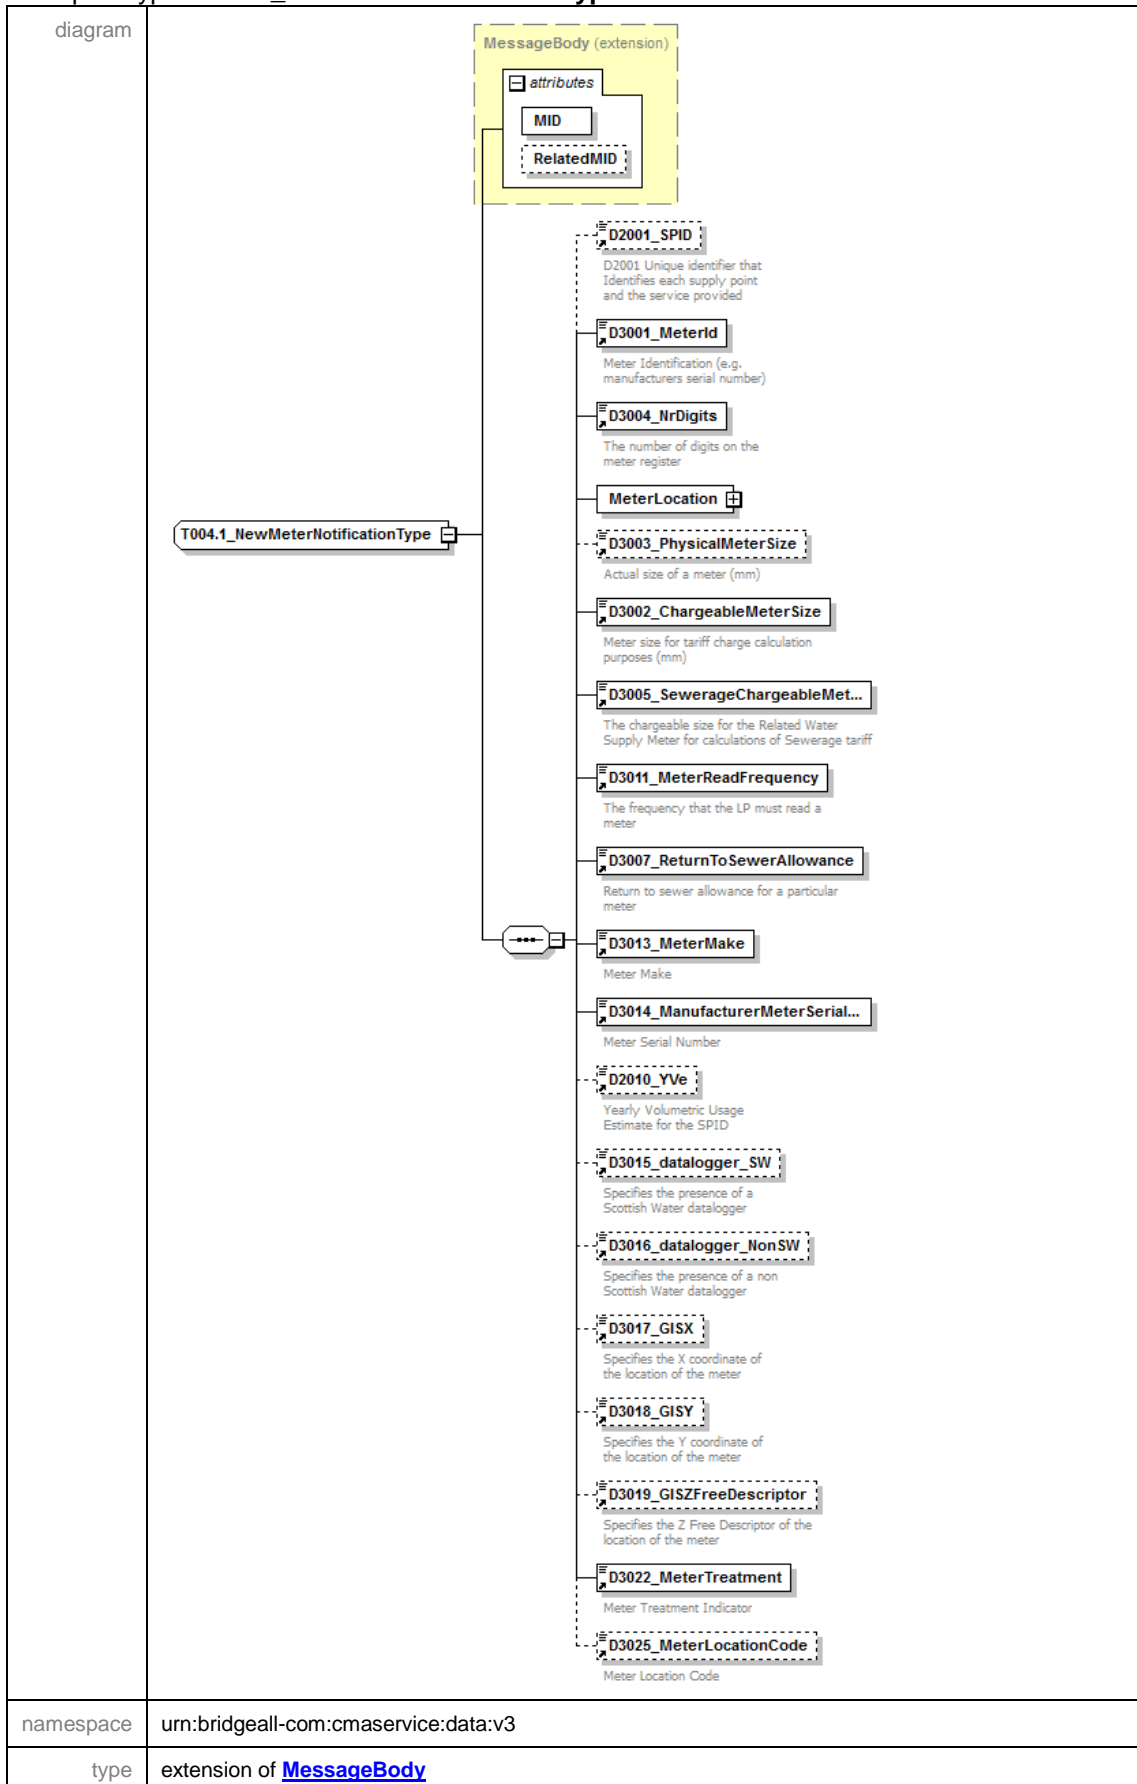 diagram
MessageBody (extension)
attributes
MID
RelatedMID
D2001_SPID
D2001 Unique identifier that
Identifies each supply point
and the service provided
D3001_MeterId
Meter Identification (e.g.
manufacturers serial number)
D3004_NrDigits
The number of digits on the
meter register
MeterLocation
T004.1_NewMeterNotificationType
D3003_PhysicalMeterSize
Actual size of a meter (mm)
D3002_ChargeableMeterSize
Meter size for tariff charge calculation
purposes (mm)
D3005_SewerageChargeableMet...
The chargeable size for the Related Water
Supply Meter for calculations of Sewerage tariff
D3011_MeterReadFrequency
The frequency that the LP must read a
meter
D3007_ReturnToSewerAllowance
Return to sewer allowance for a particular
meter
D3013_MeterMake
Meter Make
D3014_ManufacturerMeterSerial...
Meter Serial Number
D2010_YVe
Yearly Volumetric Usage
Estimate for the SPID
D3015_datalogger_SW
Specifies the presence of a
Scottish Water datalogger
D3016_datalogger_NonSW
Specifies the presence of a non
Scottish Water datalogger
D3017_GISX
Specifies the X coordinate of
the location of the meter
D3018_GISY
Specifies the Y coordinate of
the location of the meter
D3019_GISZFreeDescriptor
Specifies the Z Free Descriptor of the
location of the meter
D3022_MeterTreatment
Meter Treatment Indicator
D3025_MeterLocationCode
Meter Location Code
namespace urn:bridgeall-com:cmaservice:data:v3
type extension of MessageBody